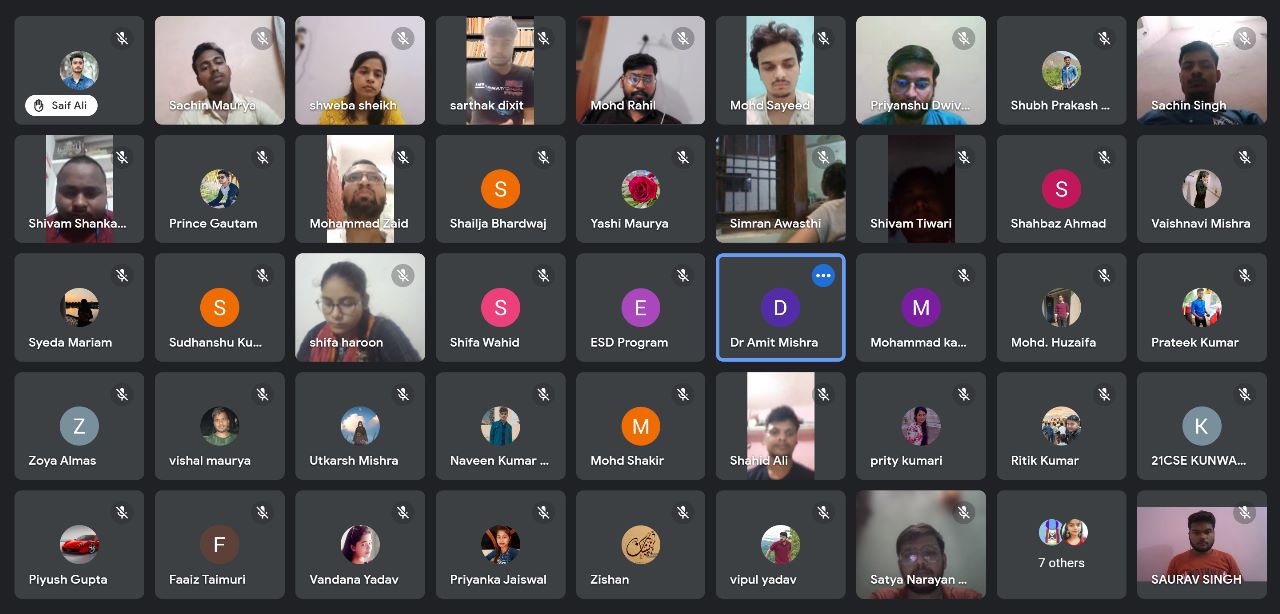 Saif Ali
Sachin Maurya
shweba sheikh
sarthak dixit
Mohd Rahil
Mohd Sayeed
Priyanshu Dwiv...
Shubh Prakash ...
Sachin Singh
Shivam Shanka...
Prince Gautam
Mohammad Zaid
S
Shailja Bhardwaj
Yashi Maurya
Simran Awasthi
Shivam Tiwari
S
Shahbaz Ahmad
Vaishnavi Mishra
Syeda Mariam
S
Sudhanshu Ku...
shifa haroon
S
Shifa Wahid
E
ESD Program
D
Dr Amit Mishra
M
Mohammad ka...
Mohd. Huzaifa
Prateek Kumar
Z
Zoya Almas
vishal maurya
Utkarsh Mishra
Naveen Kumar ...
M
Mohd Shakir
Shahid Ali
prity kumari
Ritik Kumar
K
21CSE KUNWA...
Piyush Gupta
F
Faaiz Taimuri
Vandana Yadav
Priyanka Jaiswal
Zishan
vipul yadav
Satya Narayan ...
7 others
SAURAV SINGH